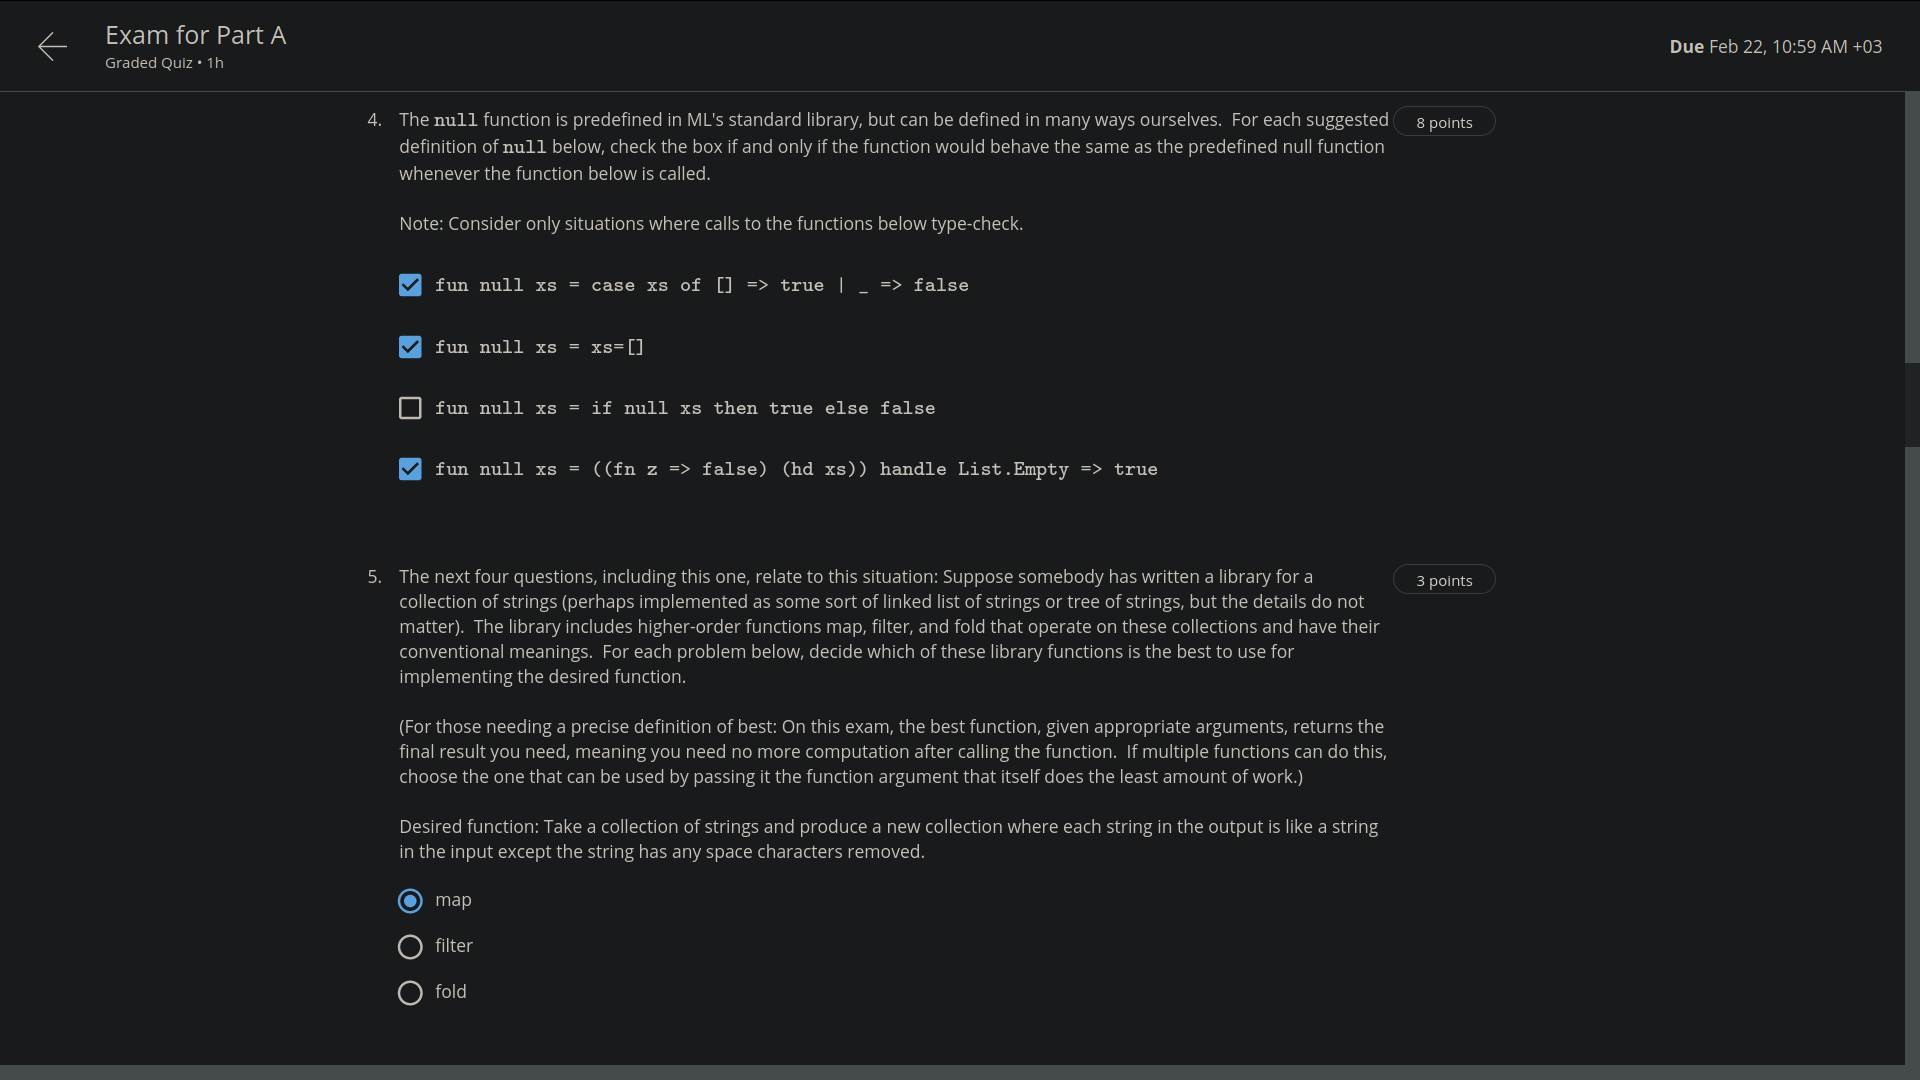 Exam for Part A
Graded Quiz • 1h
Due Feb 22, 10:59 AM +03
4. The null function is predefined in ML's standard library, but can be defined in many ways ourselves. For each suggested
8 points
definition of null below, check the box if and only if the function would behave the same as the predefined null function
whenever the function below is called.
Note: Consider only situations where calls to the functions below type-check.
fun null xs = case xs of [] => true | _ => false
fun null xs = xs=[]
fun null xs = if null xs then true else false
fun null xs = ((fn z => false) (hd xs)) handle List.Empty => true
5. The next four questions, including this one, relate to this situation: Suppose somebody has written a library for a
3 points
collection of strings (perhaps implemented as some sort of linked list of strings or tree of strings, but the details do not
matter). The library includes higher-order functions map, filter, and fold that operate on these collections and have their
conventional meanings. For each problem below, decide which of these library functions is the best to use for
implementing the desired function.
(For those needing a precise definition of best: On this exam, the best function, given appropriate arguments, returns the
final result you need, meaning you need no more computation after calling the function. If multiple functions can do this,
choose the one that can be used by passing it the function argument that itself does the least amount of work.)
Desired function: Take a collection of strings and produce a new collection where each string in the output is like a string
in the input except the string has any space characters removed.
map
filter
fold